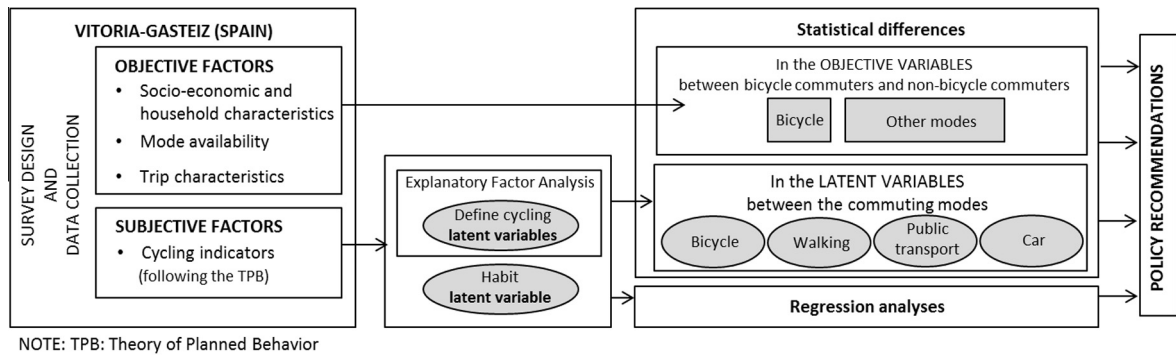 SURVEY DESIGN
AND
DATA COLLECTION
VITORIA-GASTEIZ (SPAIN)
OBJECTIVE FACTORS
• Socio-economic and
household characteristics
• Mode availability
• Trip characteristics
SUBJECTIVE FACTORS
• Cycling indicators
(following the TPB)
Explanatory Factor Analysis
Define cycling
latent variables
Habit
latent variable
Statistical differences
In the OBJECTIVE VARIABLES
between bicycle commuters and non-bicycle commuters
Bicycle
Other modes
In the LATENT VARIABLES
between the commuting modes
Bicycle
Walking
Public
transport
Car
Regression analyses
POLICY RECOMMENDATIONS
NOTE: TPB: Theory of Planned Behavior